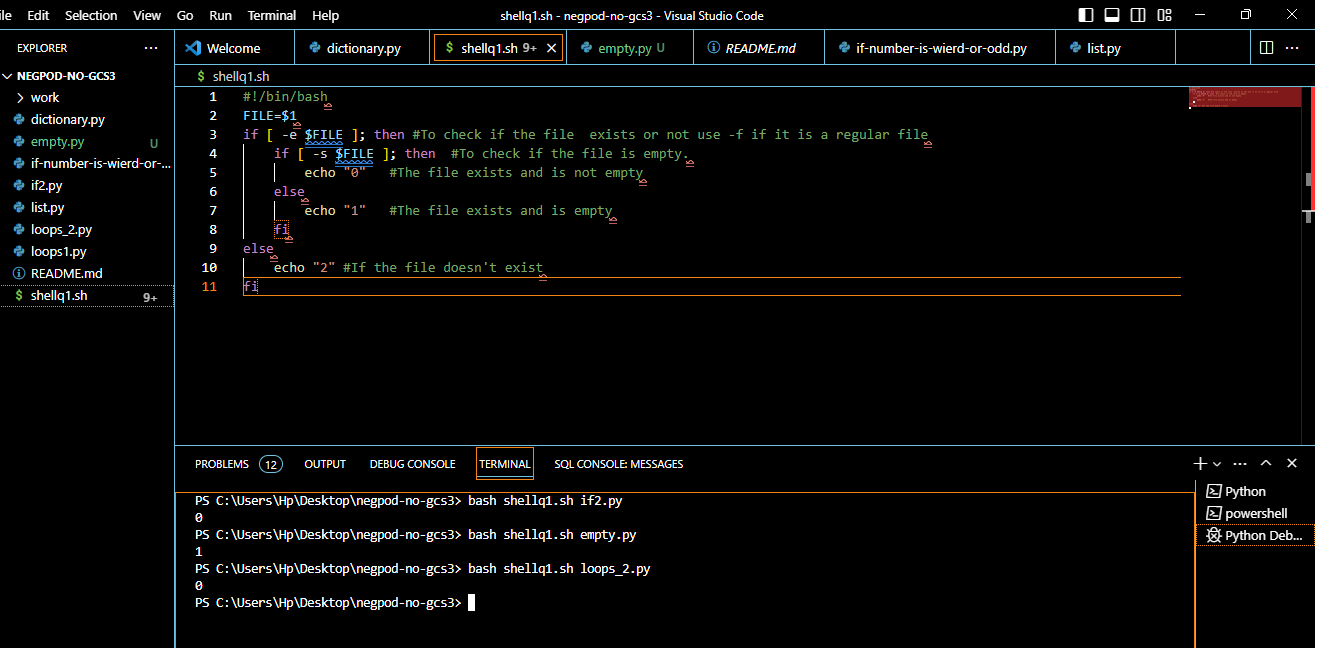 ile Edit Selection View Go Run Terminal Help shellq1.sh - negpod-no-gcs3 - Visual Studio Code
EXPLORER ···
NEGPOD-NO-GCS3
work
dictionary.py
empty.py U
if-number-is-wierd-or-...
if2.py
list.py
loops_2.py
loops1.py
README.md
$ shellq1.sh 9+
Welcome dictionary.py $ shellq1.sh 9+ empty.py U README.md if-number-is-wierd-or-odd.py list.py ···
$ shellq1.sh
1 #!/bin/bash
2 FILE=$1
3 if [ -e $FILE ]; then #To check if the file  exists or not use -f if it is a regular file
4     if [ -s $FILE ]; then  #To check if the file is empty.
5         echo "0"   #The file exists and is not empty
6     else
7         echo "1"   #The file exists and is empty
8     fi
9 else
10     echo "2" #If the file doesn't exist
11 fi
PROBLEMS 12 OUTPUT DEBUG CONSOLE TERMINAL SQL CONSOLE: MESSAGES
PS C:\Users\Hp\Desktop\negpod-no-gcs3> bash shellq1.sh if2.py
0
PS C:\Users\Hp\Desktop\negpod-no-gcs3> bash shellq1.sh empty.py
1
PS C:\Users\Hp\Desktop\negpod-no-gcs3> bash shellq1.sh loops_2.py
0
PS C:\Users\Hp\Desktop\negpod-no-gcs3>
Python
powershell
Python Deb...